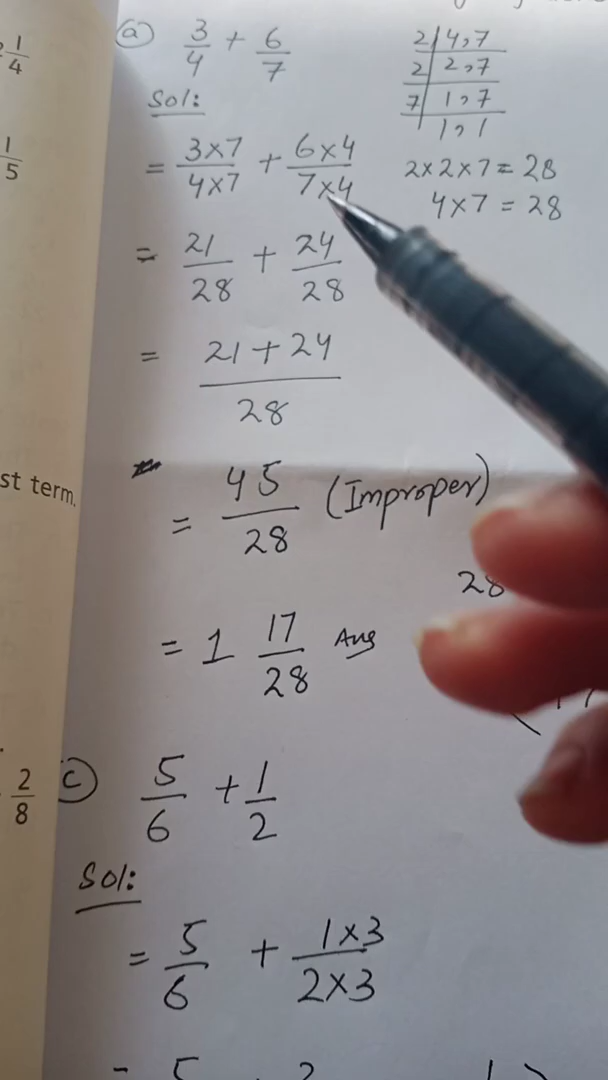 1/4
1/5
st term.
2/8
(a) 3/4 + 6/7
Sol:
= 3×7/4×7 + 6×4/7×4
= 21/28 + 24/28
= 21+24/28
= 45/28 (Improper)
= 1 17/28 Ans
2 | 4,7
2 | 2,7
7 | 1,7
1,1
2×2×7 = 28
4×7 = 28
28
(c) 5/6 + 1/2
Sol:
= 5/6 + 1×3/2×3